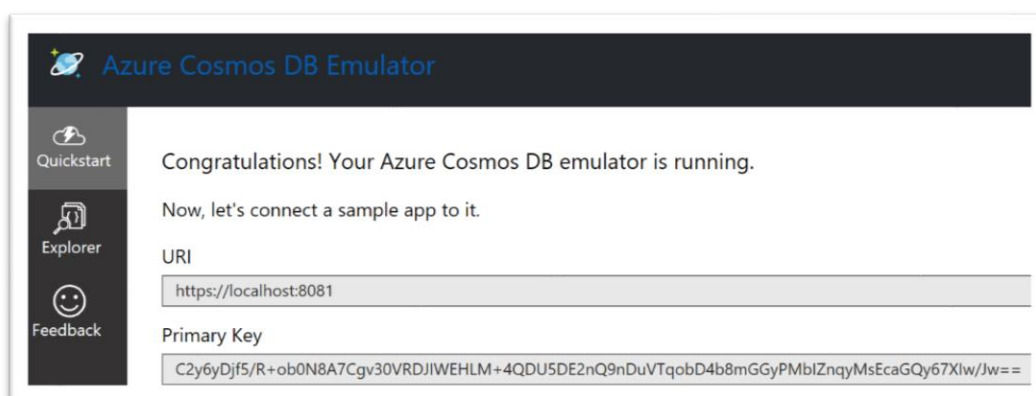 Azure Cosmos DB Emulator
Quickstart
Explorer
Feedback
Congratulations! Your Azure Cosmos DB emulator is running.
Now, let's connect a sample app to it.
URI
https://localhost:8081
Primary Key
C2y6yDjf5/R+ob0N8A7Cgv30VRDJIWEHLM+4QDU5DE2nQ9nDuVTqobD4b8mGGyPMbIZnqyMsEcaGQy67XIw/Jw==